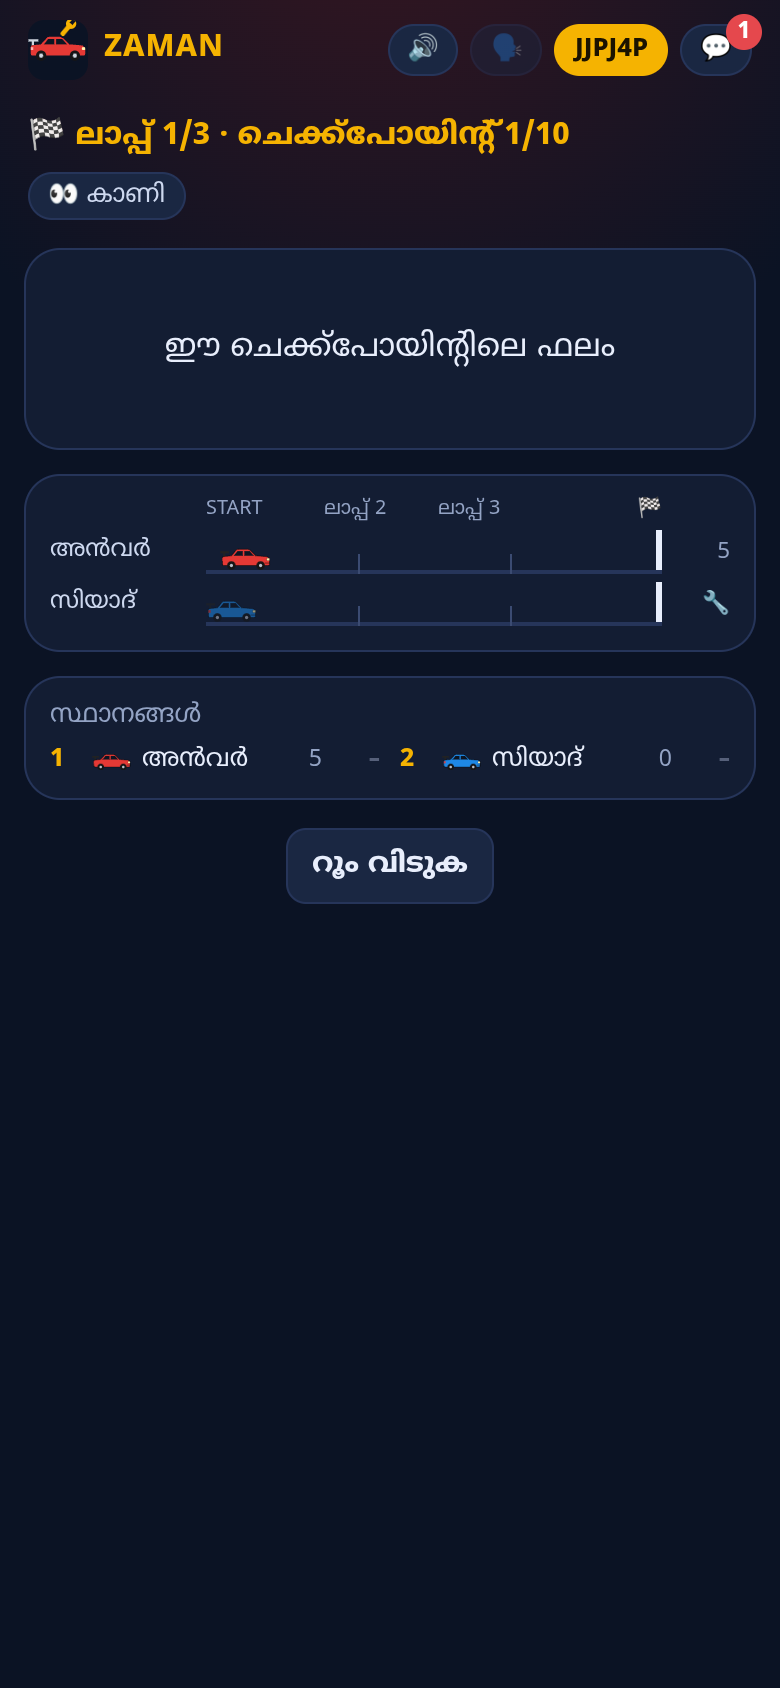 ZAMAN
JJPJ4P
1
ലാപ്പ് 1/3 · ചെക്ക്പോയിന്റ് 1/10
കാണി
ഈ ചെക്ക്പോയിന്റിലെ ഫലം
START ലാപ്പ് 2 ലാപ്പ് 3
അൻവർ 5
സിയാദ്
സ്ഥാനങ്ങൾ
1 അൻവർ 5 – 2 സിയാദ് 0 –
റൂം വിടുക